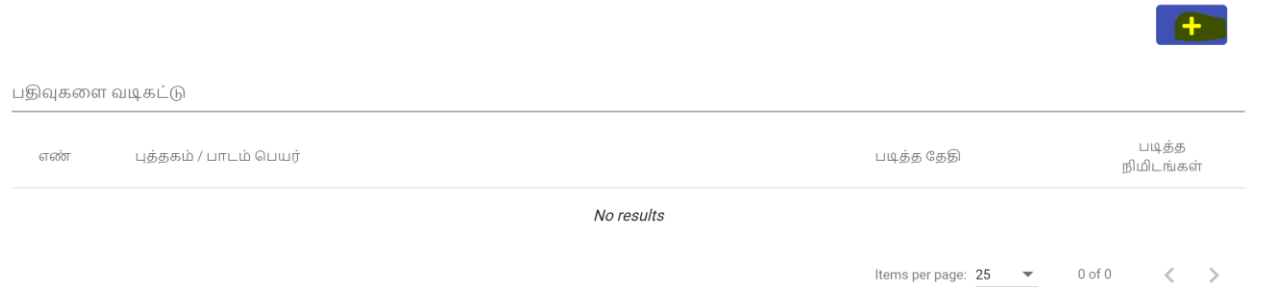 +
பதிவுகளை வடிகட்டு
எண் புத்தகம் / பாடம் பெயர் படித்த தேதி படித்த நிமிடங்கள்
No results
Items per page: 25 0 of 0